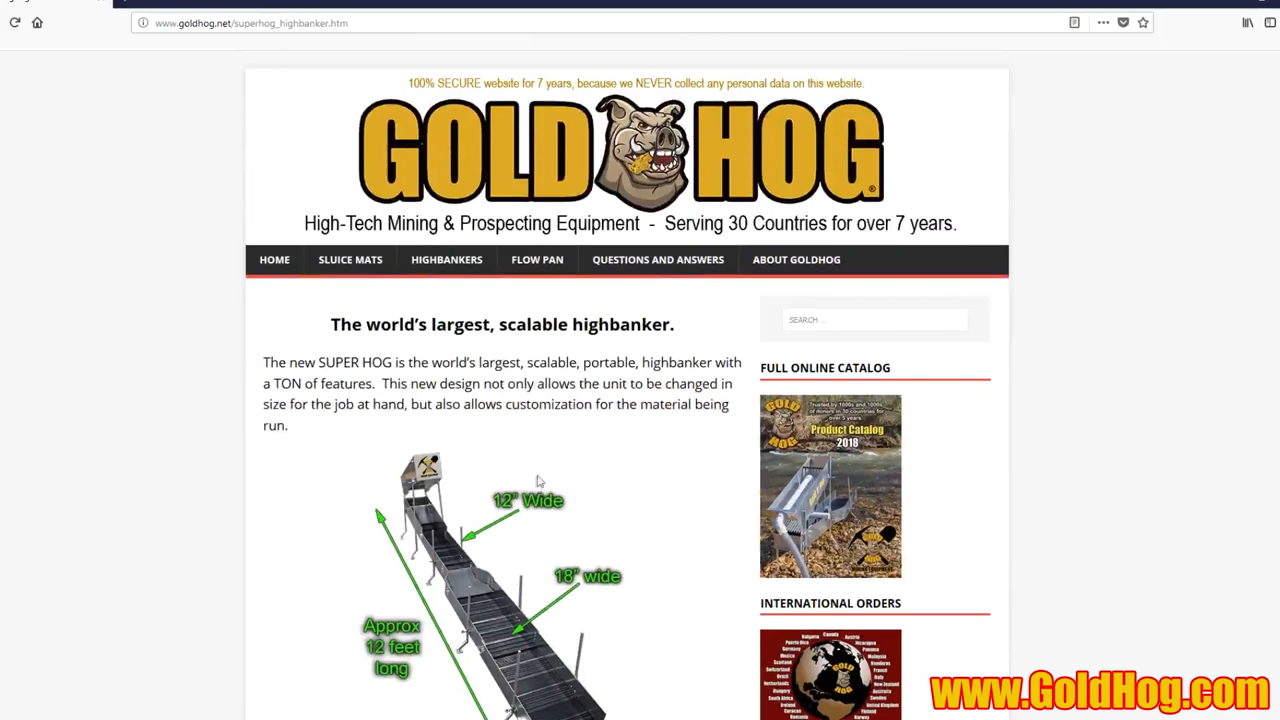 www.goldhog.net/superhog_highbanker.htm
100% SECURE website for 7 years, because we NEVER collect any personal data on this website.
GOLD HOG
High-Tech Mining & Prospecting Equipment - Serving 30 Countries for over 7 years.
HOME SLUICE MATS HIGHBANKERS FLOW PAN QUESTIONS AND ANSWERS ABOUT GOLDHOG
The world's largest, scalable highbanker.
The new SUPER HOG is the world's largest, scalable, portable, highbanker with
a TON of features. This new design not only allows the unit to be changed in
size for the job at hand, but also allows customization for the material being
run.
12" Wide
18" wide
Approx
12 feet
long
SEARCH ...
FULL ONLINE CATALOG
Trusted by 1000s and 1000s
of miners in 30 countries for
over 5 years.
GOLD
HOG
Product Catalog
2018
INTERNATIONAL ORDERS
GOLD
HOG
www.GoldHog.com